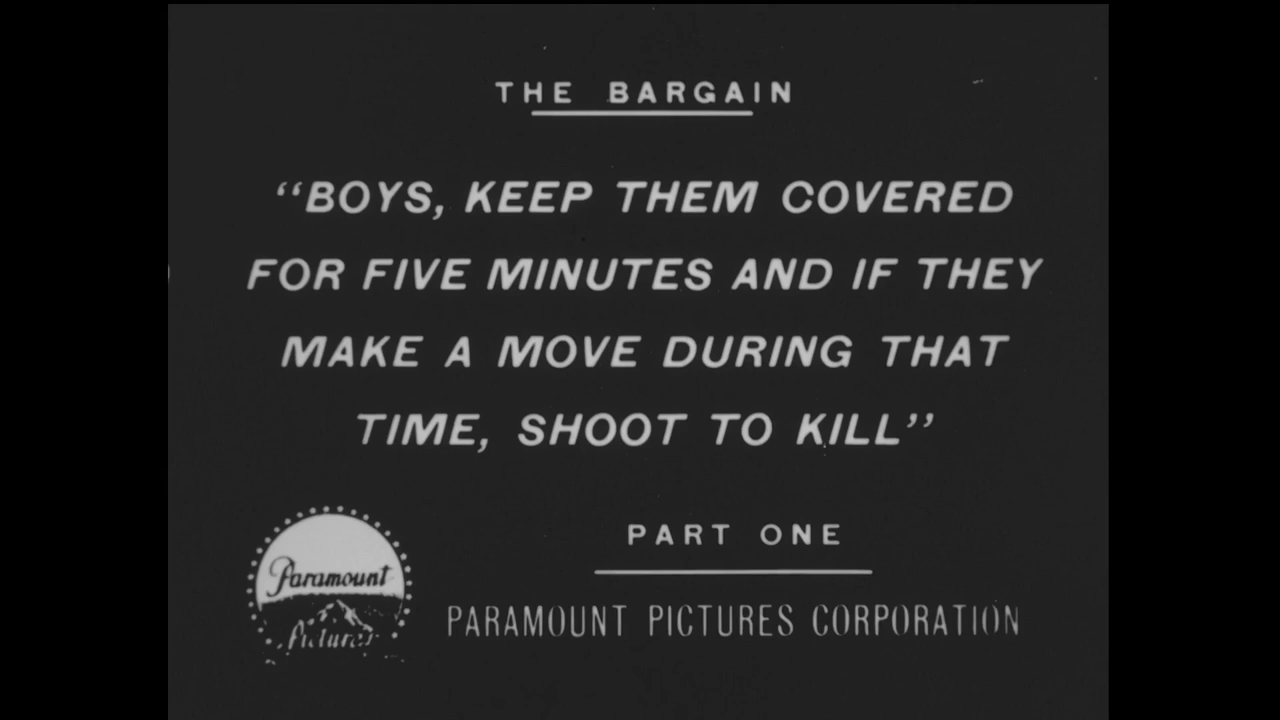 THE BARGAIN
"BOYS, KEEP THEM COVERED
FOR FIVE MINUTES AND IF THEY
MAKE A MOVE DURING THAT
TIME, SHOOT TO KILL"
PART ONE
Paramount
Pictures
PARAMOUNT PICTURES CORPORATION